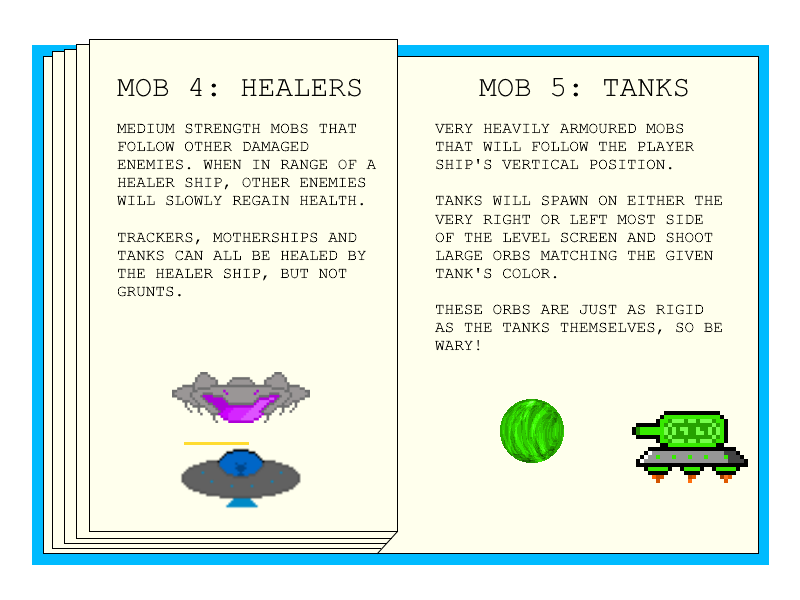 MOB 4: HEALERS
MEDIUM STRENGTH MOBS THAT
FOLLOW OTHER DAMAGED
ENEMIES. WHEN IN RANGE OF A
HEALER SHIP, OTHER ENEMIES
WILL SLOWLY REGAIN HEALTH.
TRACKERS, MOTHERSHIPS AND
TANKS CAN ALL BE HEALED BY
THE HEALER SHIP, BUT NOT
GRUNTS.
MOB 5: TANKS
VERY HEAVILY ARMOURED MOBS
THAT WILL FOLLOW THE PLAYER
SHIP'S VERTICAL POSITION.
TANKS WILL SPAWN ON EITHER THE
VERY RIGHT OR LEFT MOST SIDE
OF THE LEVEL SCREEN AND SHOOT
LARGE ORBS MATCHING THE GIVEN
TANK'S COLOR.
THESE ORBS ARE JUST AS RIGID
AS THE TANKS THEMSELVES, SO BE
WARY!